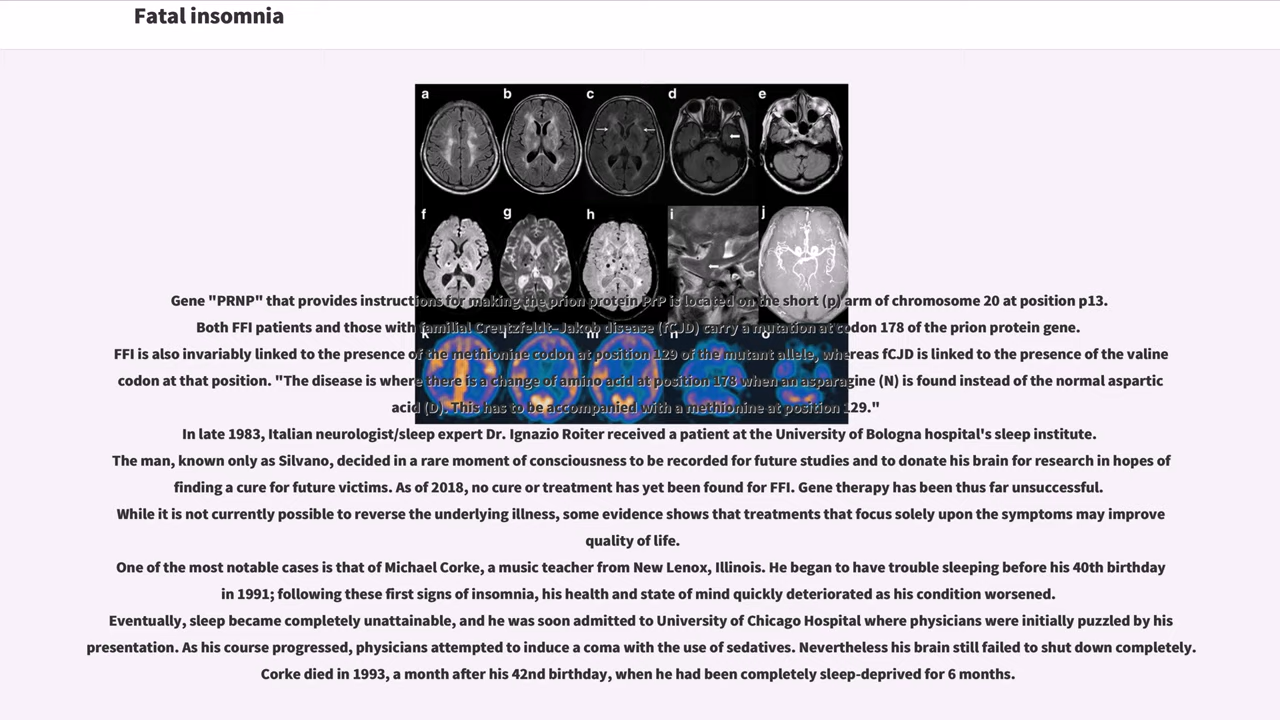 Fatal insomnia
a b c d e
f g h i j
Gene "PRNP" that provides instructions for making the prion protein PrP is located on the short (p) arm of chromosome 20 at position p13.
Both FFI patients and those with familial Creutzfeldt–Jakob disease (fCJD) carry a mutation at codon 178 of the prion protein gene.
k l m n o
FFI is also invariably linked to the presence of the methionine codon at position 129 of the mutant allele, whereas fCJD is linked to the presence of the valine
codon at that position. "The disease is where there is a change of amino acid at position 178 when an asparagine (N) is found instead of the normal aspartic
acid (D). This has to be accompanied with a methionine at position 129."
In late 1983, Italian neurologist/sleep expert Dr. Ignazio Roiter received a patient at the University of Bologna hospital's sleep institute.
The man, known only as Silvano, decided in a rare moment of consciousness to be recorded for future studies and to donate his brain for research in hopes of
finding a cure for future victims. As of 2018, no cure or treatment has yet been found for FFI. Gene therapy has been thus far unsuccessful.
While it is not currently possible to reverse the underlying illness, some evidence shows that treatments that focus solely upon the symptoms may improve
quality of life.
One of the most notable cases is that of Michael Corke, a music teacher from New Lenox, Illinois. He began to have trouble sleeping before his 40th birthday
in 1991; following these first signs of insomnia, his health and state of mind quickly deteriorated as his condition worsened.
Eventually, sleep became completely unattainable, and he was soon admitted to University of Chicago Hospital where physicians were initially puzzled by his
presentation. As his course progressed, physicians attempted to induce a coma with the use of sedatives. Nevertheless his brain still failed to shut down completely.
Corke died in 1993, a month after his 42nd birthday, when he had been completely sleep-deprived for 6 months.